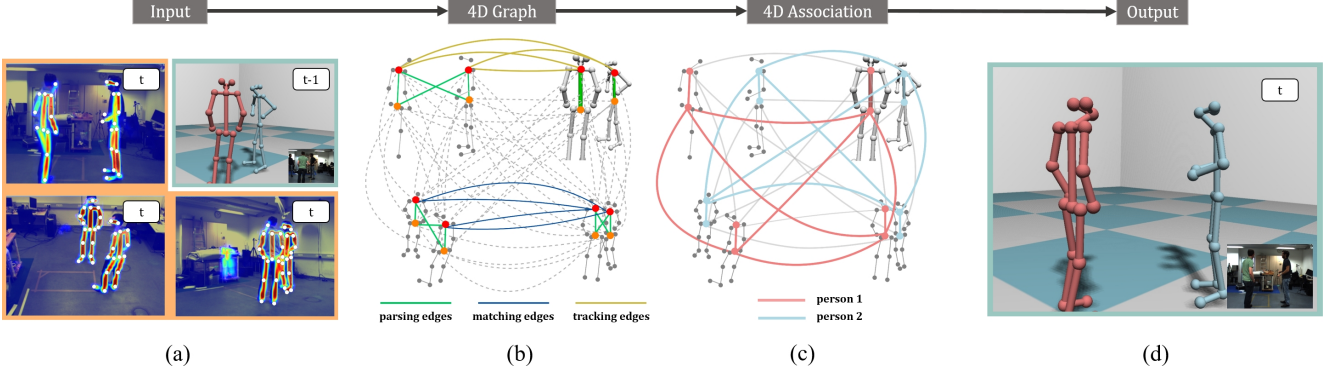 Input
4D Graph
4D Association
Output
t
t-1
t
t
t
parsing edges
matching edges
tracking edges
person 1
person 2
(a)
(b)
(c)
(d)